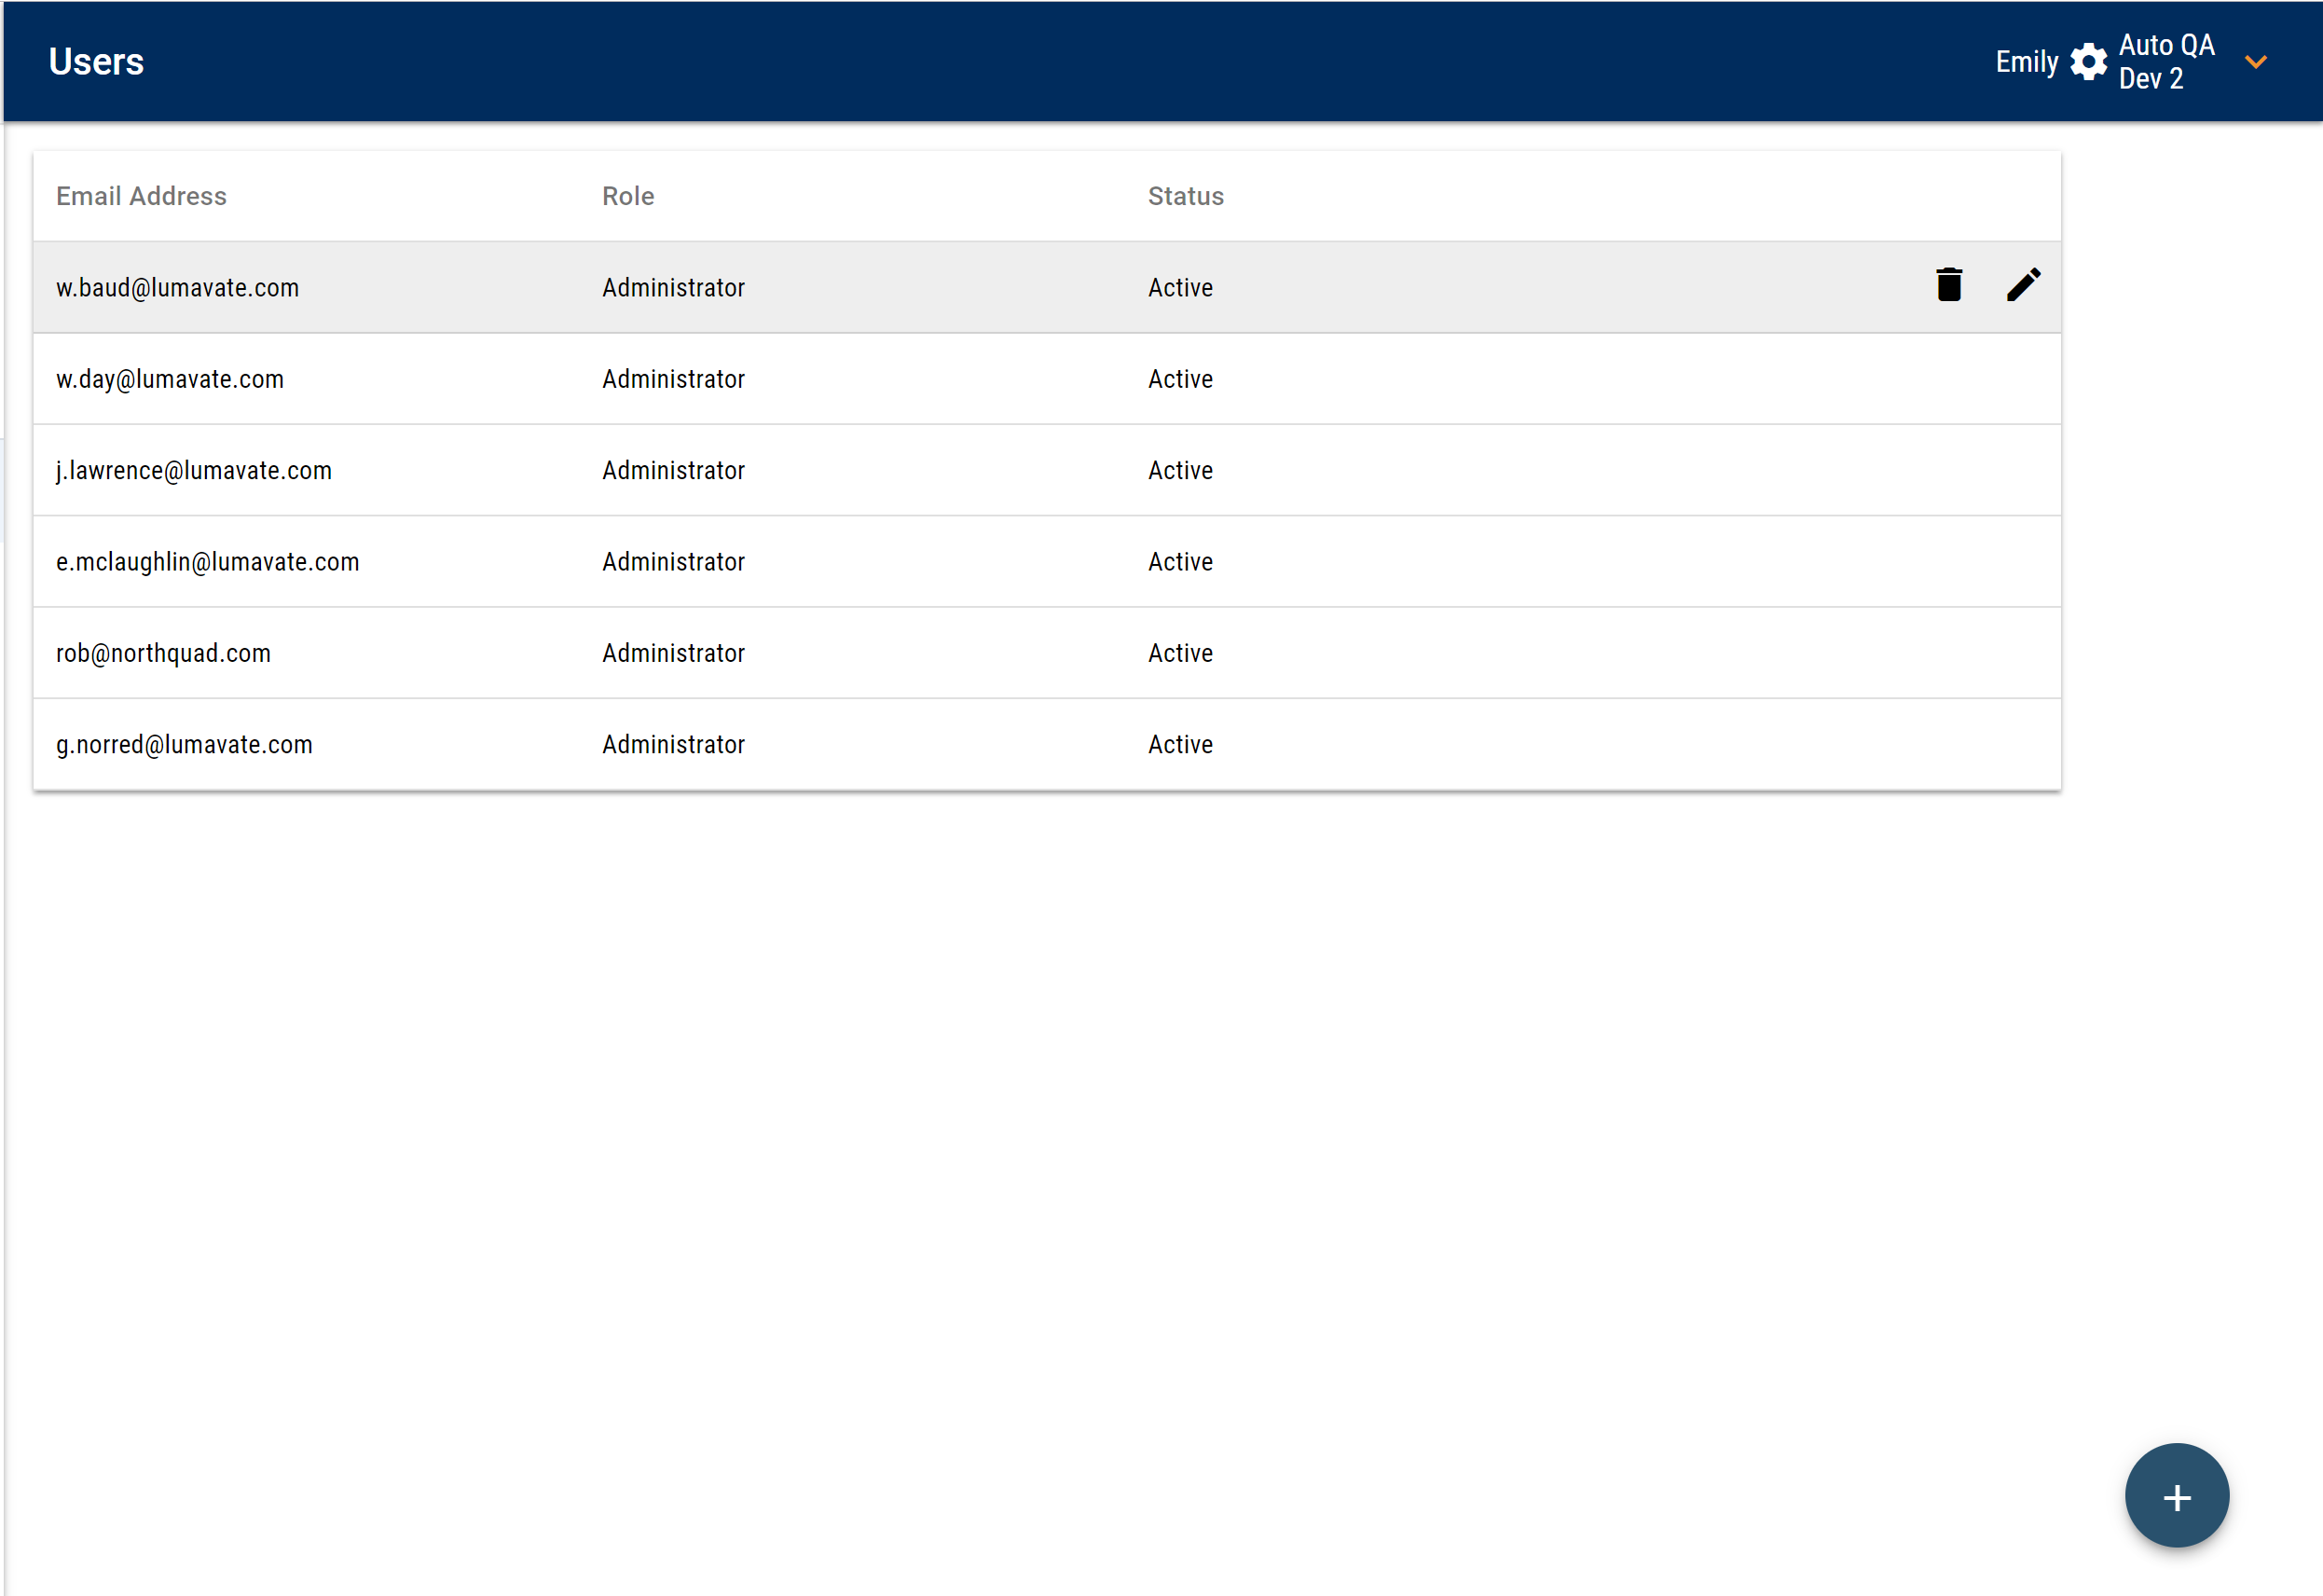 Users
Emily
Auto QA
Dev 2
Email Address Role Status
w.baud@lumavate.com Administrator Active
w.day@lumavate.com Administrator Active
j.lawrence@lumavate.com Administrator Active
e.mclaughlin@lumavate.com Administrator Active
rob@northquad.com Administrator Active
g.norred@lumavate.com Administrator Active
+